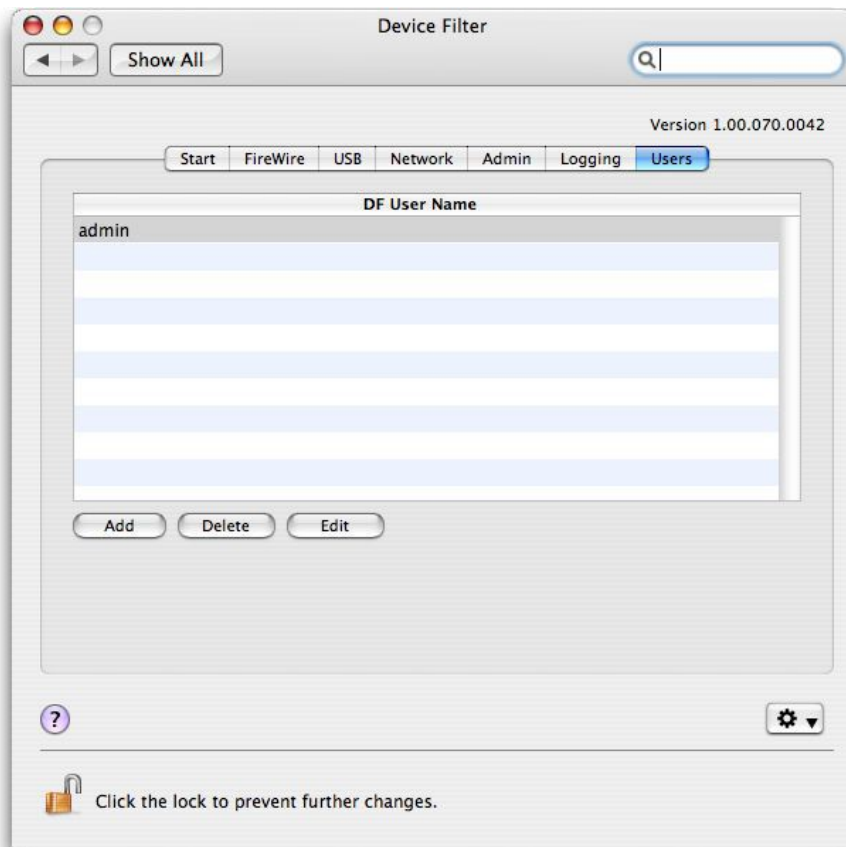 Device Filter
Show All
Version 1.00.070.0042
Start FireWire USB Network Admin Logging Users
DF User Name
admin
Add Delete Edit
?
Click the lock to prevent further changes.